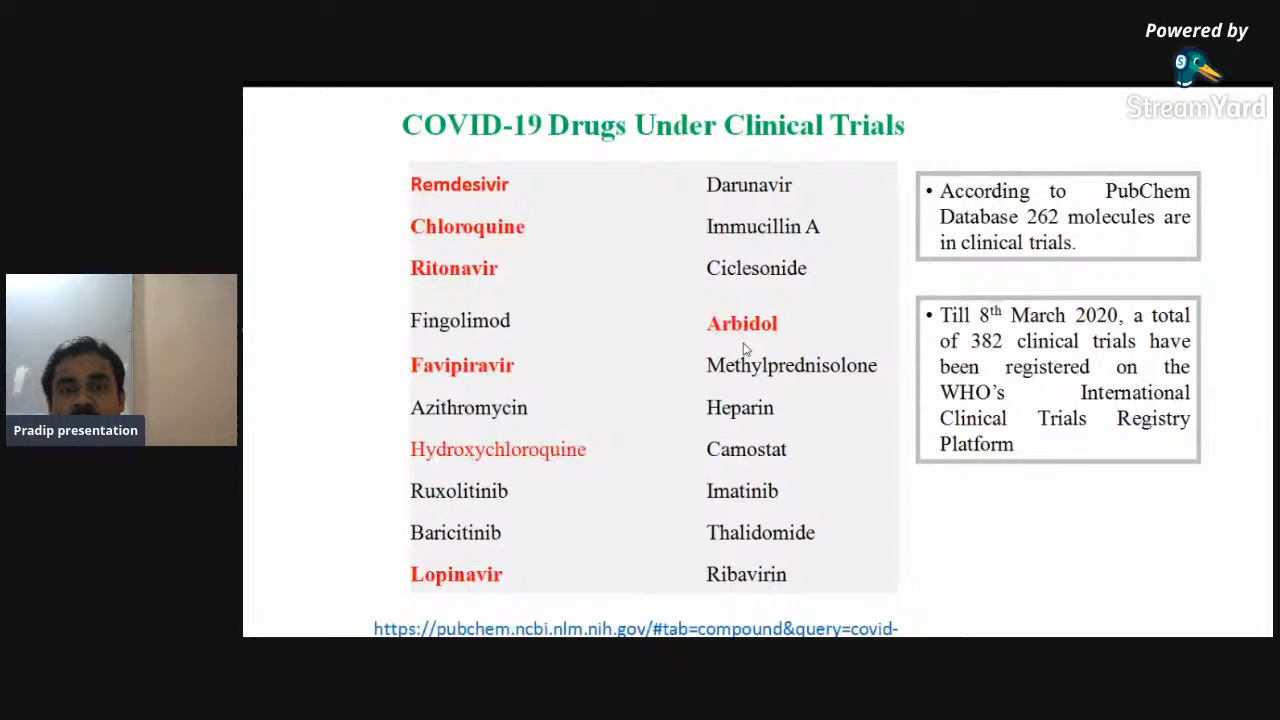 Powered by
StreamYard
COVID-19 Drugs Under Clinical Trials
Remdesivir
Chloroquine
Ritonavir
Fingolimod
Favipiravir
Azithromycin
Hydroxychloroquine
Ruxolitinib
Baricitinib
Lopinavir
Darunavir
Immucillin A
Ciclesonide
Arbidol
Methylprednisolone
Heparin
Camostat
Imatinib
Thalidomide
Ribavirin
• According to PubChem
Database 262 molecules are
in clinical trials.
• Till 8th March 2020, a total
of 382 clinical trials have
been registered on the
WHO's International
Clinical Trials Registry
Platform
https://pubchem.ncbi.nlm.nih.gov/#tab=compound&query=covid-
Pradip presentation